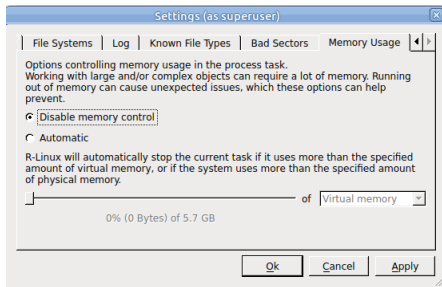 Settings (as superuser)
File Systems
Log
Known File Types
Bad Sectors
Memory Usage
Options controlling memory usage in the process task.
Working with large and/or complex objects can require a lot of memory. Running
out of memory can cause unexpected issues, which these options can help
prevent.
Disable memory control
Automatic
R-Linux will automatically stop the current task if it uses more than the specified
amount of virtual memory, or if the system uses more than the specified amount
of physical memory.
of Virtual memory
0% (0 Bytes) of 5.7 GB
Ok
Cancel
Apply